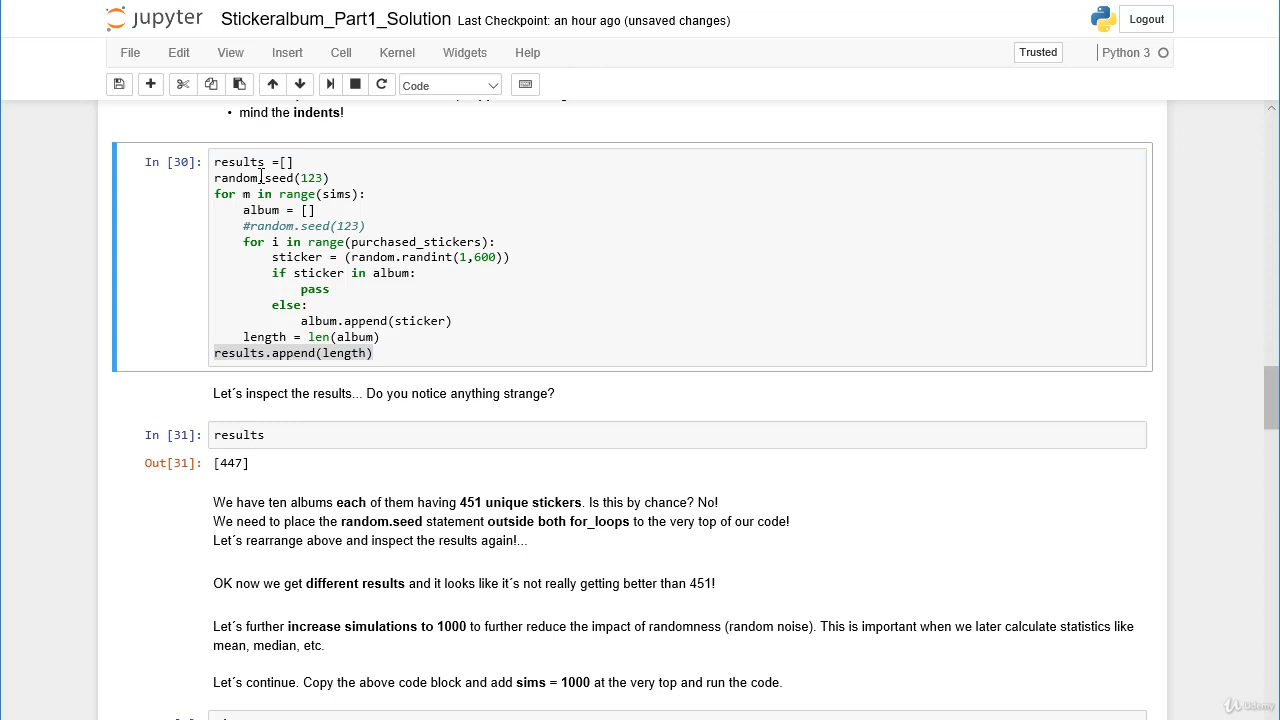 jupyter Stickeralbum_Part1_Solution Last Checkpoint: an hour ago (unsaved changes) Logout
File Edit View Insert Cell Kernel Widgets Help Trusted Python 3
Code
• mind the indents!
In [30]: results =[]
random.seed(123)
for m in range(sims):
    album = []
    #random.seed(123)
    for i in range(purchased_stickers):
        sticker = (random.randint(1,600))
        if sticker in album:
            pass
        else:
            album.append(sticker)
    length = len(album)
results.append(length)
Let´s inspect the results... Do you notice anything strange?
In [31]: results
Out[31]: [447]
We have ten albums each of them having 451 unique stickers. Is this by chance? No!
We need to place the random.seed statement outside both for_loops to the very top of our code!
Let´s rearrange above and inspect the results again!...
OK now we get different results and it looks like it´s not really getting better than 451!
Let´s further increase simulations to 1000 to further reduce the impact of randomness (random noise). This is important when we later calculate statistics like
mean, median, etc.
Let´s continue. Copy the above code block and add sims = 1000 at the very top and run the code.
Udemy